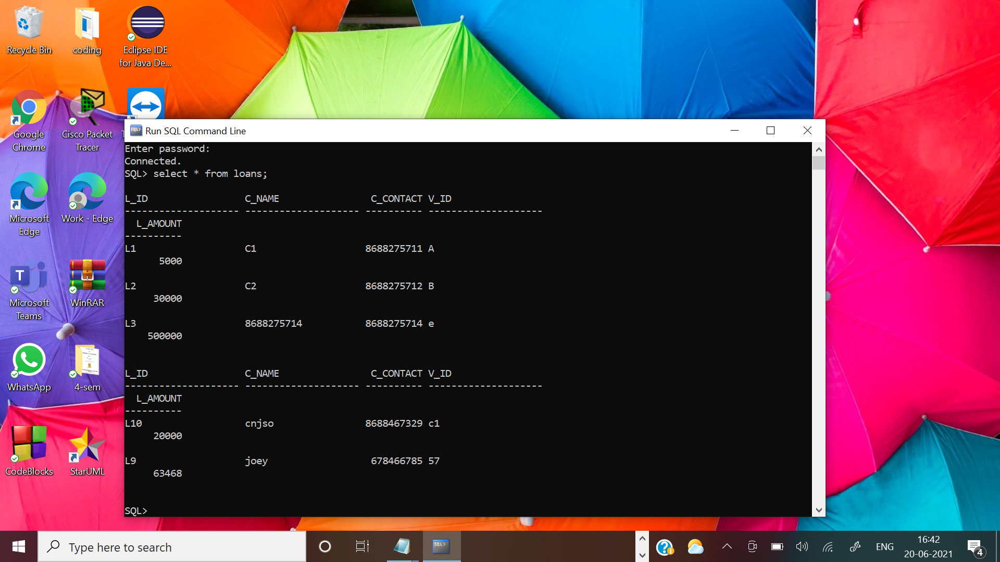 Recycle Bin
coding
Eclipse IDE
for Java De...
Google
Chrome
Cisco Packet
Tracer
Microsoft
Edge
Work - Edge
Microsoft
Teams
WinRAR
WhatsApp
4-sem
CodeBlocks
StarUML
Run SQL Command Line
Enter password:
Connected.
SQL> select * from loans;
L_ID C_NAME C_CONTACT V_ID
-------------------- -------------------- ---------- --------------------
L_AMOUNT
----------
L1 C1 8688275711 A
5000
L2 C2 8688275712 B
30000
L3 8688275714 8688275714 e
500000
L_ID C_NAME C_CONTACT V_ID
-------------------- -------------------- ---------- --------------------
L_AMOUNT
----------
L10 cnjso 8688467329 c1
20000
L9 joey 678466785 57
63468
SQL>
Type here to search
ENG
16:42
20-06-2021
4